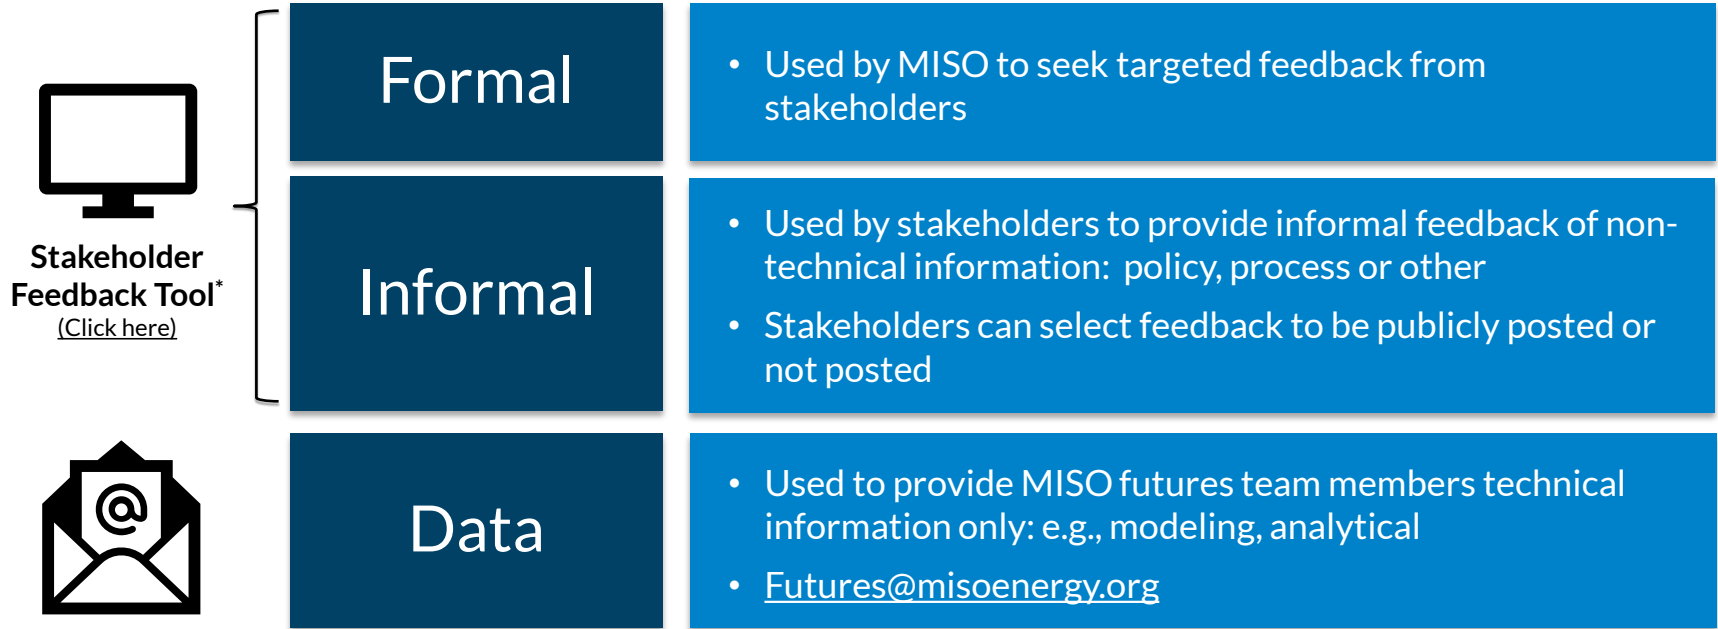 Stakeholder
Feedback Tool*
(Click here)
Formal
• Used by MISO to seek targeted feedback from
stakeholders
Informal
• Used by stakeholders to provide informal feedback of non-
technical information:  policy, process or other
• Stakeholders can select feedback to be publicly posted or
not posted
@
Data
• Used to provide MISO futures team members technical
information only: e.g., modeling, analytical
• Futures@misoenergy.org